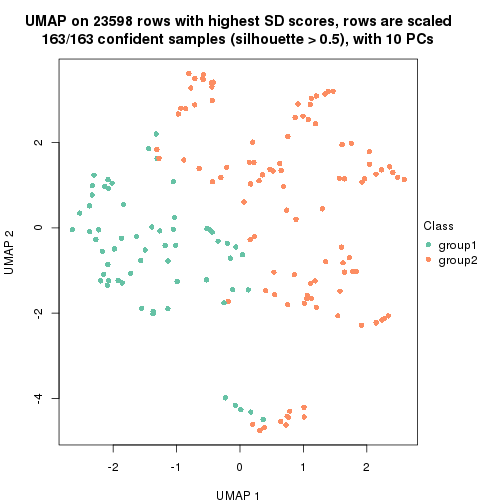 UMAP on 23598 rows with highest SD scores, rows are scaled
163/163 confident samples (silhouette > 0.5), with 10 PCs
2
0
-2
-4
UMAP 2
Class
group1
group2
-2
-1
0
1
2
UMAP 1